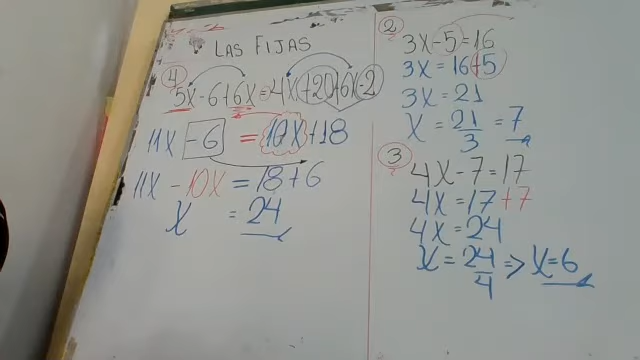 LAS FIJAS
4
5x-6+6x=4x+20+6x-2
11x-6=10x+18
11x-10x=18+6
x=24
2
3x-5=16
3x=16+5
3x=21
x=21/3=7
3
4x-7=17
4x=17+7
4x=24
x=24/4=>x=6